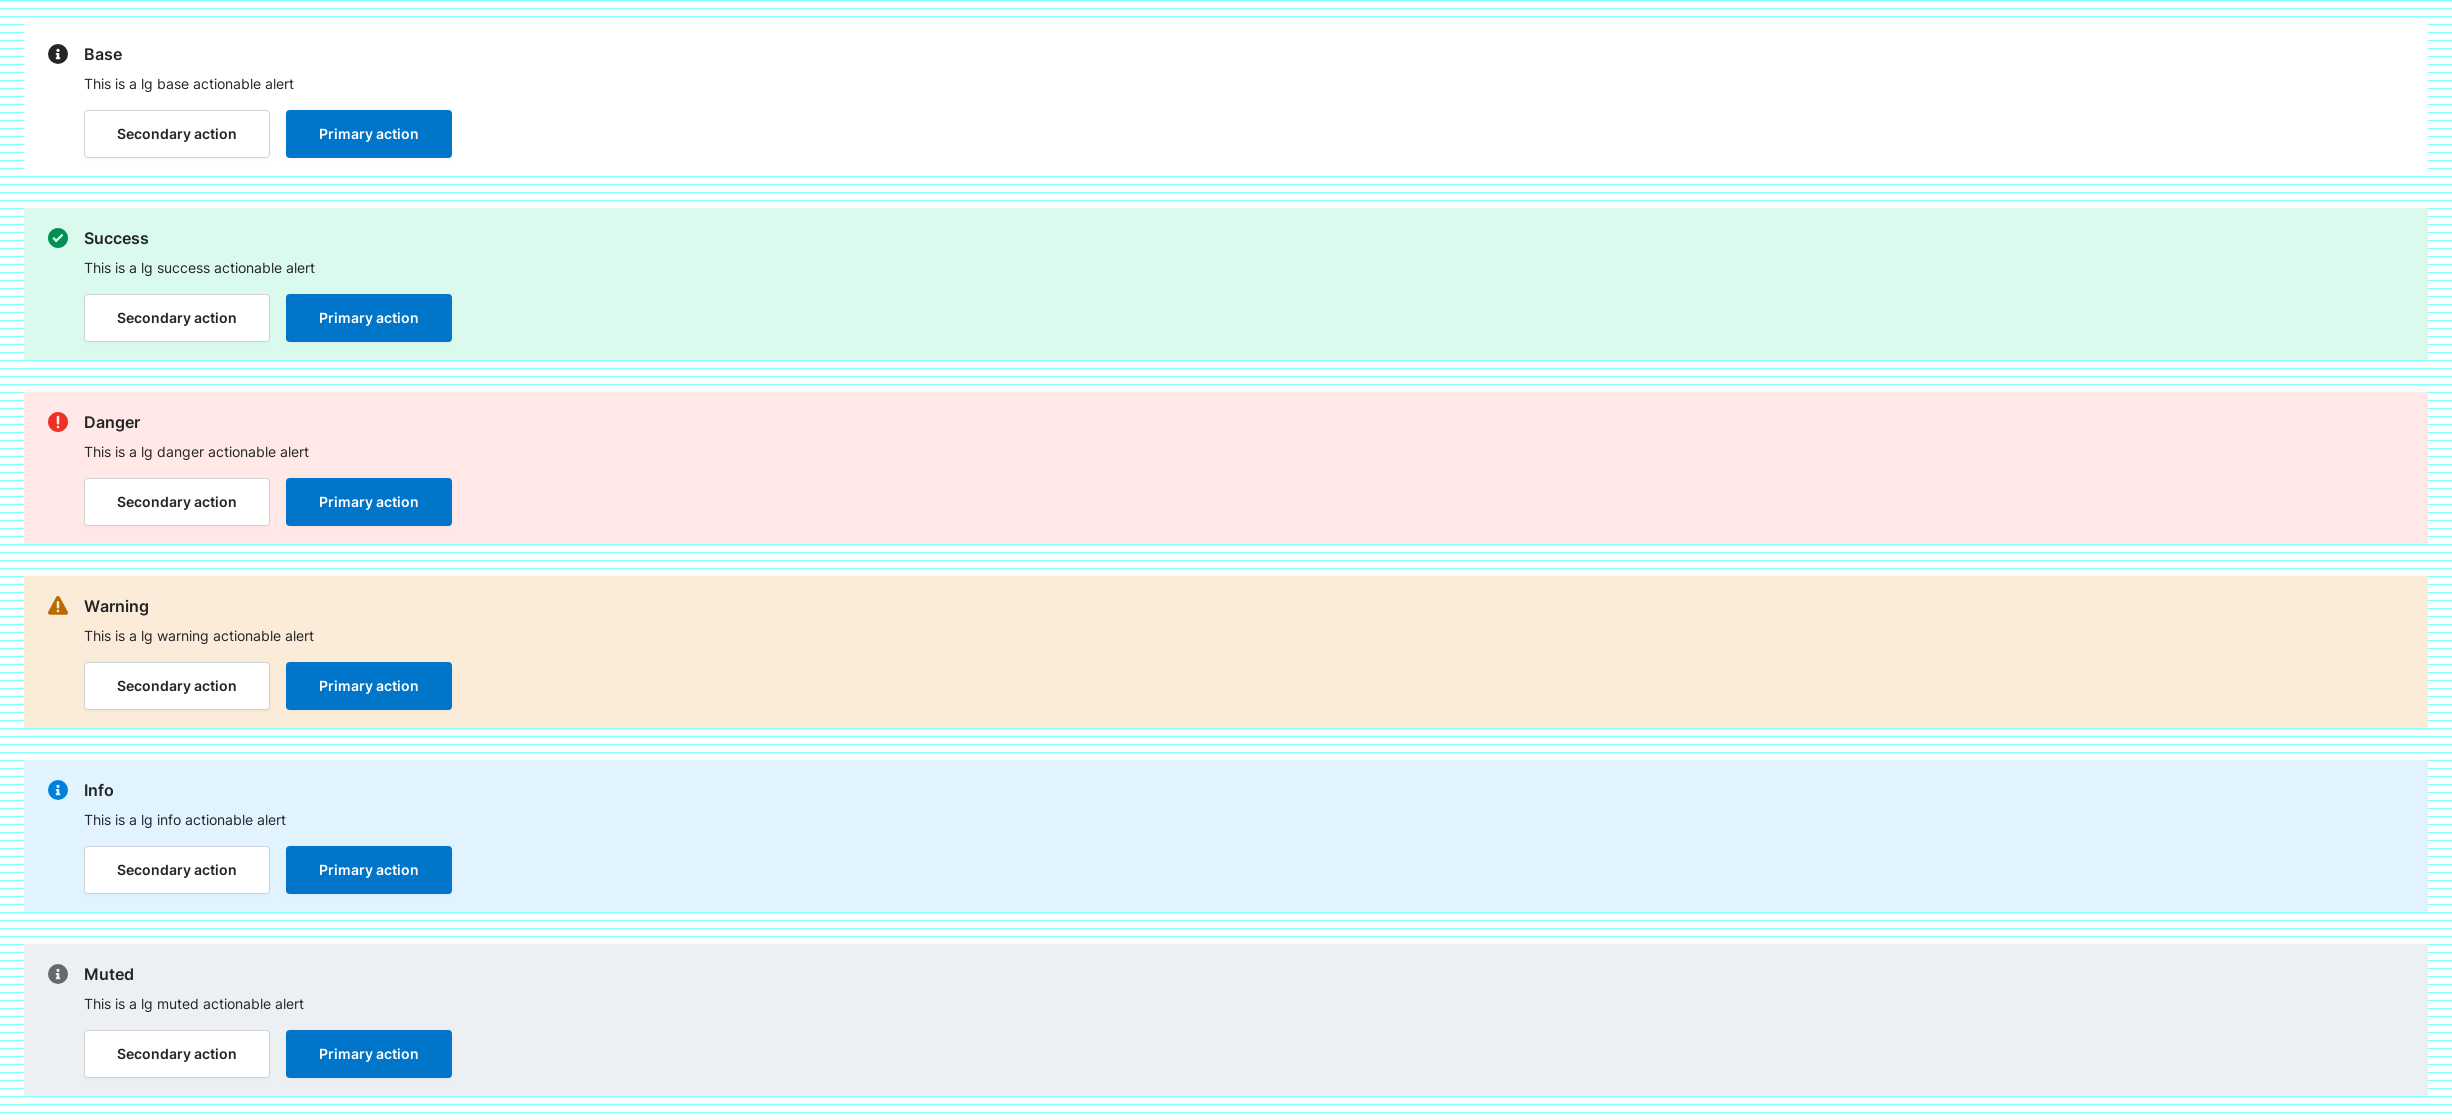 Base
This is a lg base actionable alert
Secondary action Primary action
Success
This is a lg success actionable alert
Secondary action Primary action
Danger
This is a lg danger actionable alert
Secondary action Primary action
Warning
This is a lg warning actionable alert
Secondary action Primary action
Info
This is a lg info actionable alert
Secondary action Primary action
Muted
This is a lg muted actionable alert
Secondary action Primary action